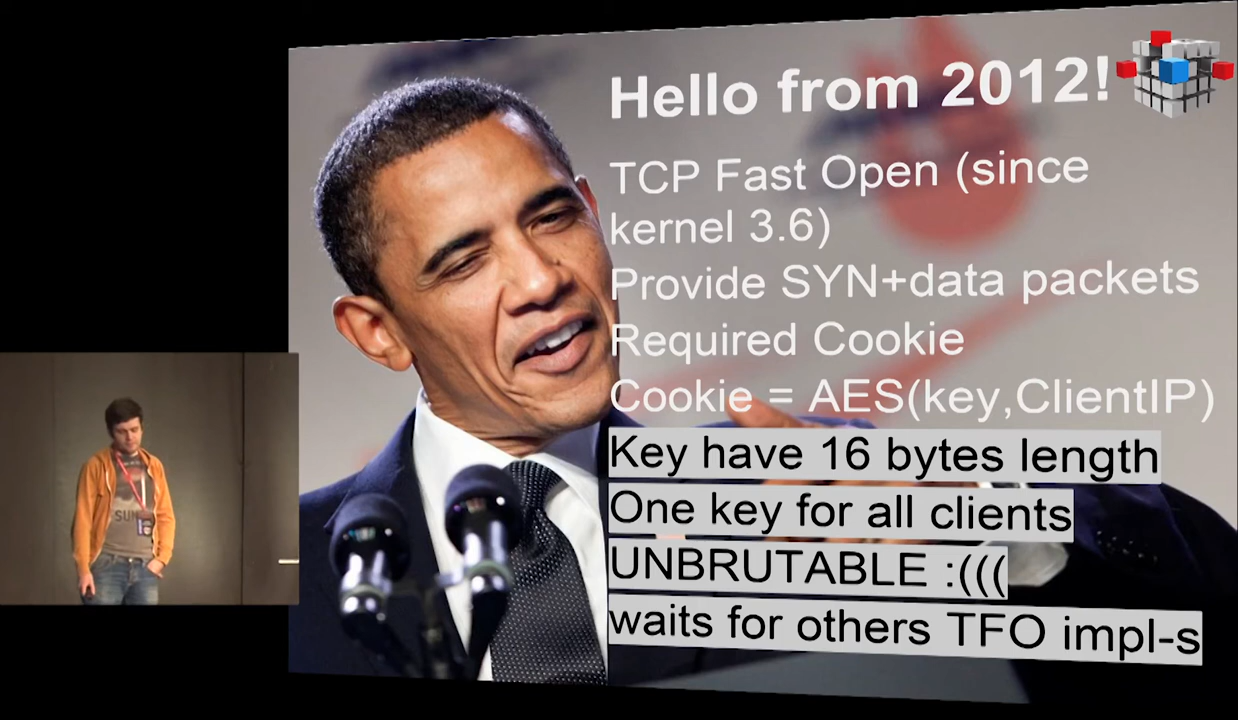 Hello from 2012!
TCP Fast Open (since
kernel 3.6)
Provide SYN+data packets
Required Cookie
Cookie = AES(key,ClientIP)
Key have 16 bytes length
One key for all clients
UNBRUTABLE :(((
waits for others TFO impl-s
SUN